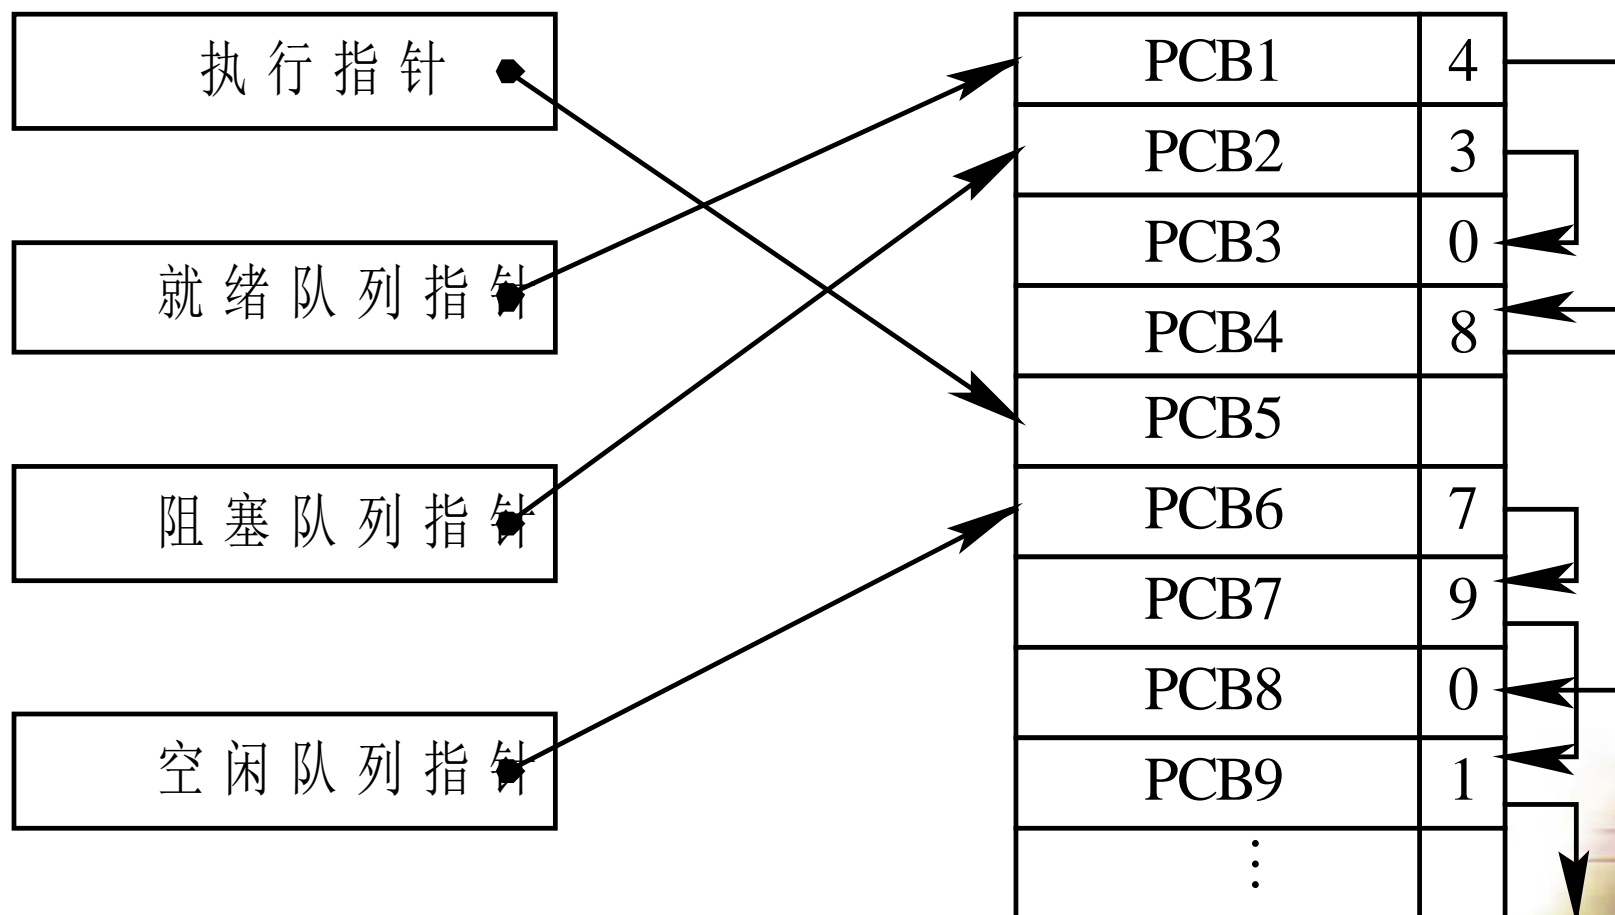 执行指针
就绪队列指针
阻塞队列指针
空闲队列指针
PCB1 4
PCB2 3
PCB3 0
PCB4 8
PCB5
PCB6 7
PCB7 9
PCB8 0
PCB9 1
⋮